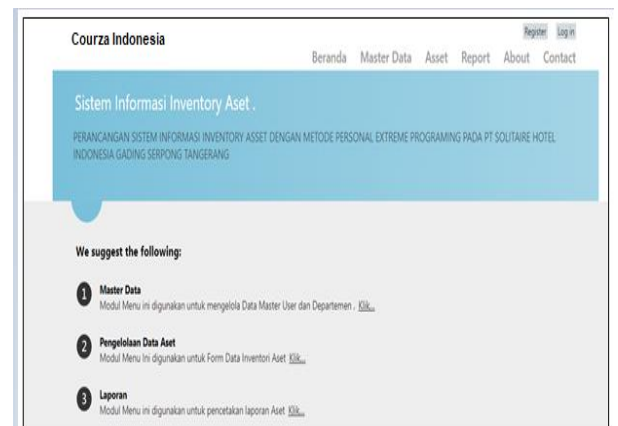 Register Log in
Courza Indonesia
Beranda Master Data Asset Report About Contact
Sistem Informasi Inventory Aset .
PERANCANGAN SISTEM INFORMASI INVENTORY ASSET DENGAN METODE PERSONAL EXTREME PROGRAMING PADA PT SOLITAIRE HOTEL
INDONESIA GADING SERPONG TANGERANG
We suggest the following:
1 Master Data
Modul Menu ini digunakan untuk mengelola Data Master User dan Departemen . Klik...
2 Pengelolaan Data Aset
Modul Menu Ini digunakan untuk Form Data Inventori Aset Klik...
3 Laporan
Modul Menu ini digunakan untuk pencetakan laporan Aset Klik...